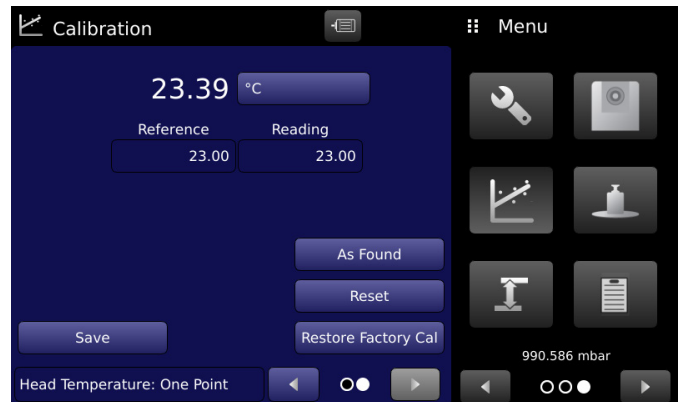 Calibration
Menu
23.39 °C
Reference Reading
23.00 23.00
As Found
Reset
Save Restore Factory Cal
990.586 mbar
Head Temperature: One Point